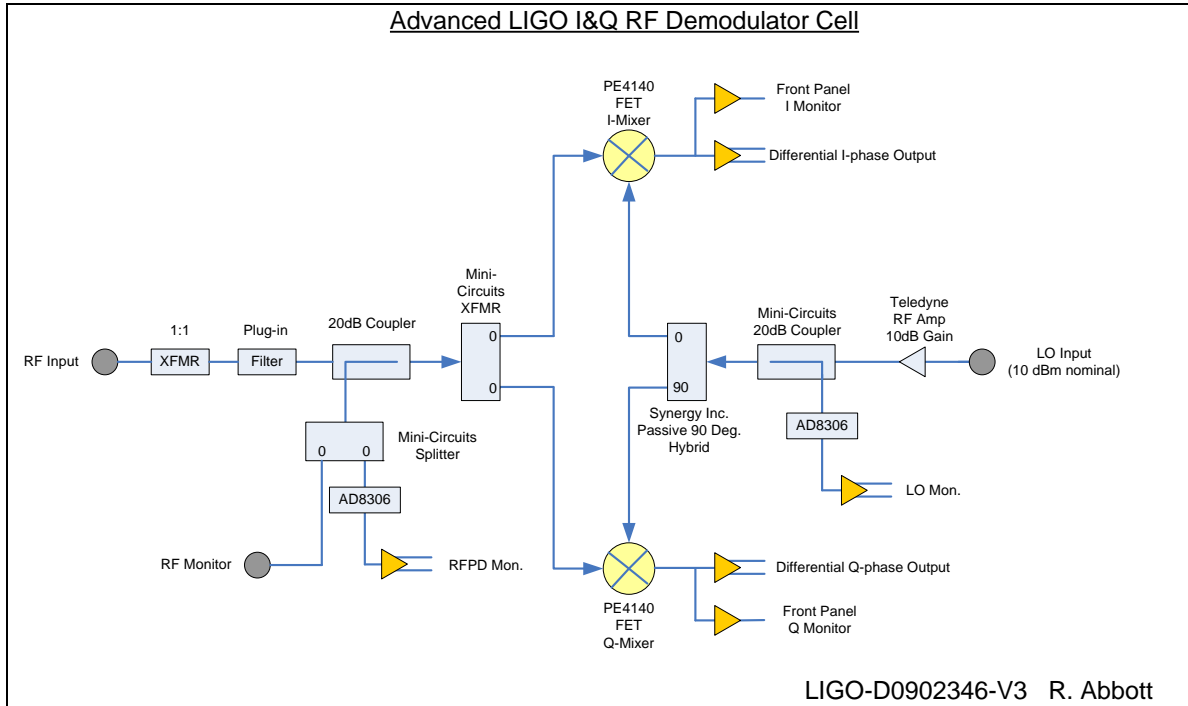 Advanced LIGO I&Q RF Demodulator Cell
PE4140
FET
I-Mixer
Front Panel
I Monitor
Differential I-phase Output
Mini-
Circuits
XFMR
0
0
1:1
XFMR
Plug-in
Filter
20dB Coupler
RF Input
Mini-Circuits
Splitter
0 0
AD8306
RF Monitor
RFPD Mon.
0
90
Synergy Inc.
Passive 90 Deg.
Hybrid
Mini-Circuits
20dB Coupler
Teledyne
RF Amp
10dB Gain
LO Input
(10 dBm nominal)
AD8306
LO Mon.
PE4140
FET
Q-Mixer
Differential Q-phase Output
Front Panel
Q Monitor
LIGO-D0902346-V3 R. Abbott